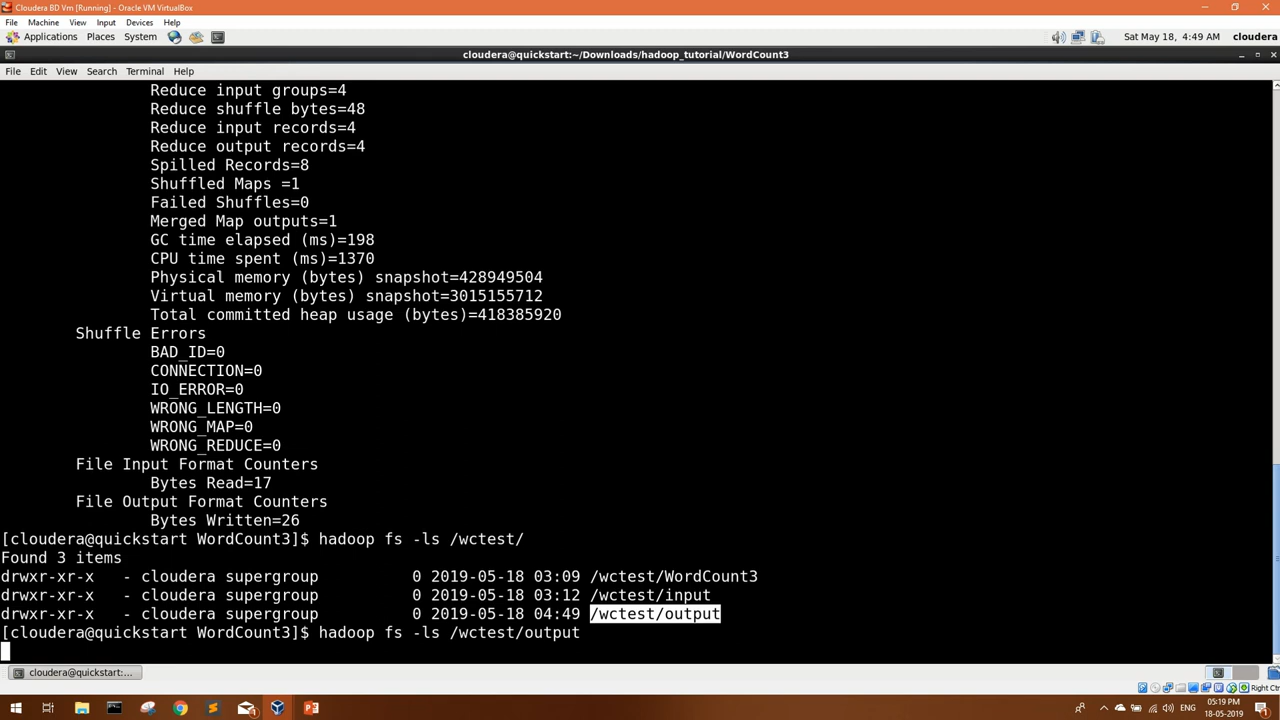 Cloudera BD Vm [Running] - Oracle VM VirtualBox
File Machine View Input Devices Help
Applications Places System Sat May 18, 4:49 AM cloudera
cloudera@quickstart:~/Downloads/hadoop_tutorial/WordCount3
File Edit View Search Terminal Help
Reduce input groups=4
Reduce shuffle bytes=48
Reduce input records=4
Reduce output records=4
Spilled Records=8
Shuffled Maps =1
Failed Shuffles=0
Merged Map outputs=1
GC time elapsed (ms)=198
CPU time spent (ms)=1370
Physical memory (bytes) snapshot=428949504
Virtual memory (bytes) snapshot=3015155712
Total committed heap usage (bytes)=418385920
Shuffle Errors
BAD_ID=0
CONNECTION=0
IO_ERROR=0
WRONG_LENGTH=0
WRONG_MAP=0
WRONG_REDUCE=0
File Input Format Counters
Bytes Read=17
File Output Format Counters
Bytes Written=26
[cloudera@quickstart WordCount3]$ hadoop fs -ls /wctest/
Found 3 items
drwxr-xr-x - cloudera supergroup 0 2019-05-18 03:09 /wctest/WordCount3
drwxr-xr-x - cloudera supergroup 0 2019-05-18 03:12 /wctest/input
drwxr-xr-x - cloudera supergroup 0 2019-05-18 04:49 /wctest/output
[cloudera@quickstart WordCount3]$ hadoop fs -ls /wctest/output
cloudera@quickstart:...
Right Ctrl
ENG 05:19 PM
18-05-2019